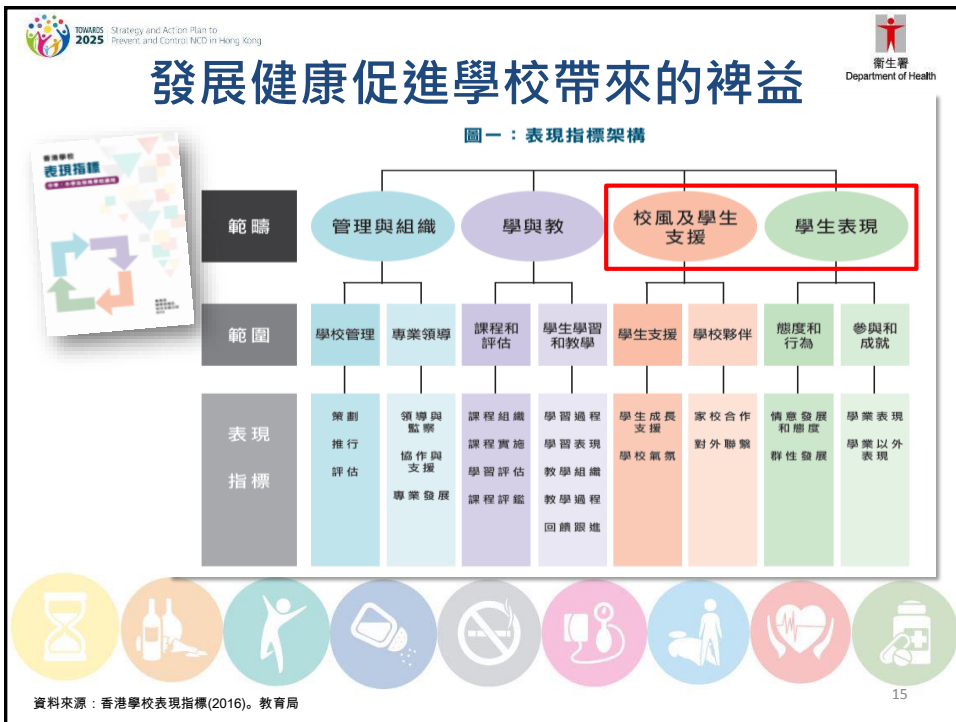 TOWARDS 2025
Strategy and Action Plan to
Prevent and Control NCD in Hong Kong
衞生署
Department of Health
發展健康促進學校帶來的裨益
香港學校
表現指標
圖一：表現指標架構
範疇
管理與組織
學與教
校風及學生
支援
學生表現
範圍
學校管理
專業領導
課程和
評估
學生學習
和教學
學生支援
學校夥伴
態度和
行為
參與和
成就
表現
指標
策劃
推行
評估
領導與
監察
協作與
支援
專業發展
課程組織
課程實施
學習評估
課程評鑑
學習過程
學習表現
教學組織
教學過程
回饋跟進
學生成長
支援
學校氣氛
家校合作
對外聯繫
情意發展
和態度
群性發展
學業表現
學業以外
表現
資料來源：香港學校表現指標(2016)。教育局
15